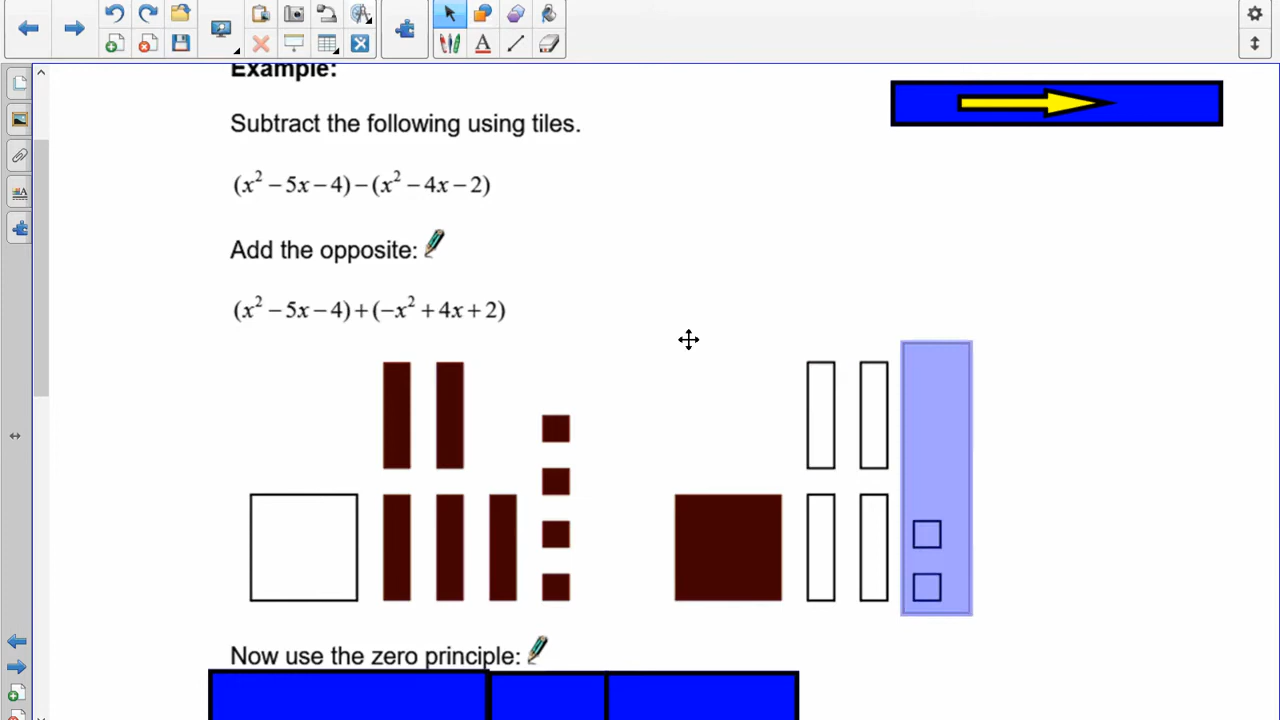 Example:
Subtract the following using tiles.
(x² − 5x − 4) − (x² − 4x − 2)
Add the opposite:
(x² − 5x − 4) + (−x² + 4x + 2)
Now use the zero principle: